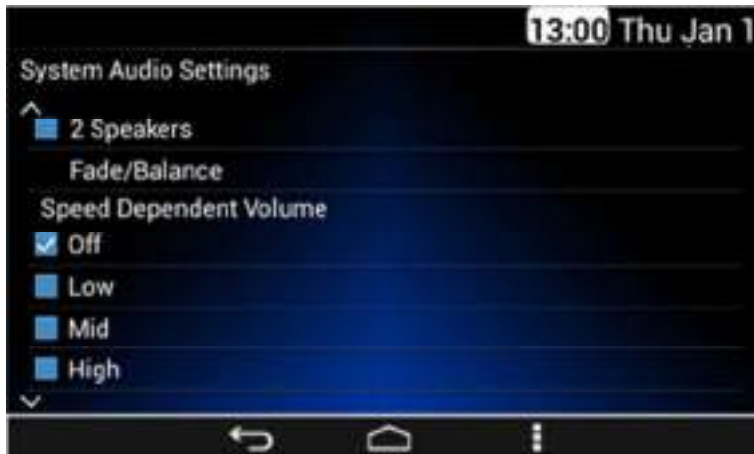 13:00 Thu Jan 1
System Audio Settings
2 Speakers
Fade/Balance
Speed Dependent Volume
Off
Low
Mid
High